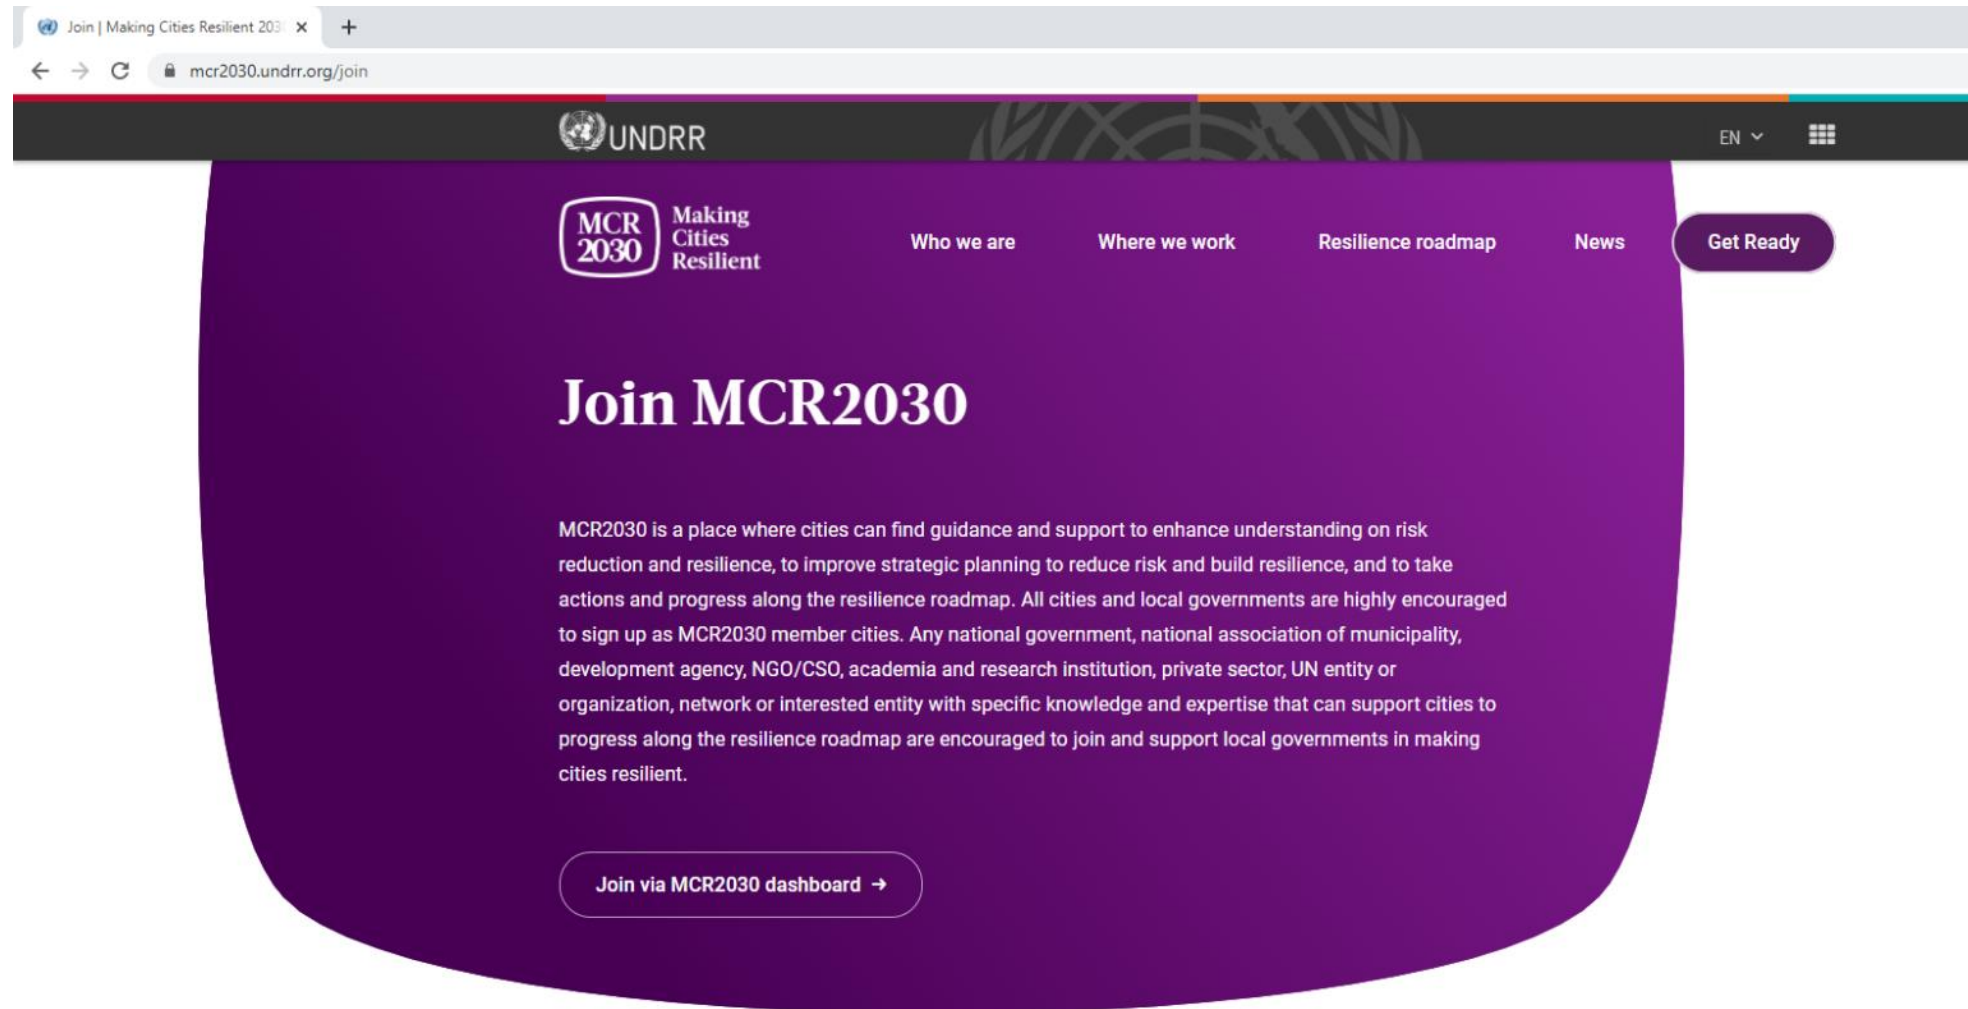 Join | Making Cities Resilient 203
mcr2030.undrr.org/join
UNDRR
EN
MCR
2030
Making
Cities
Resilient
Who we are
Where we work
Resilience roadmap
News
Get Ready
Join MCR2030
MCR2030 is a place where cities can find guidance and support to enhance understanding on risk
reduction and resilience, to improve strategic planning to reduce risk and build resilience, and to take
actions and progress along the resilience roadmap. All cities and local governments are highly encouraged
to sign up as MCR2030 member cities. Any national government, national association of municipality,
development agency, NGO/CSO, academia and research institution, private sector, UN entity or
organization, network or interested entity with specific knowledge and expertise that can support cities to
progress along the resilience roadmap are encouraged to join and support local governments in making
cities resilient.
Join via MCR2030 dashboard →